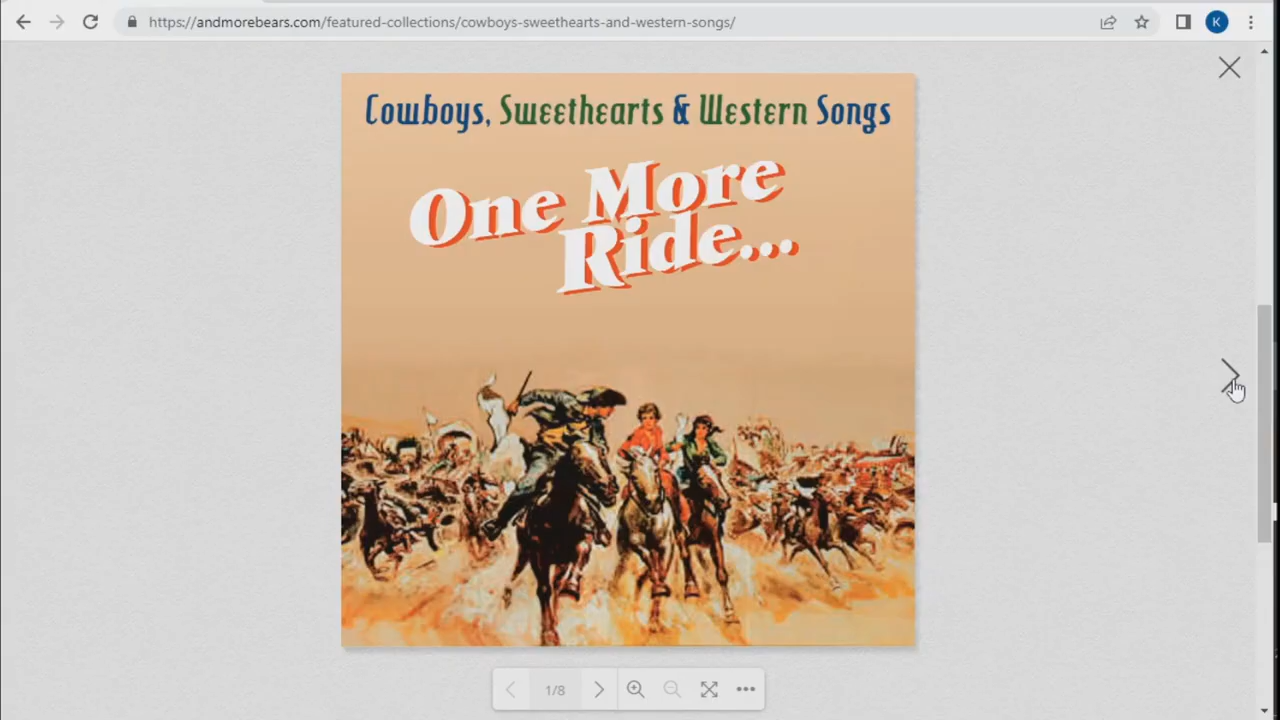 https://andmorebears.com/featured-collections/cowboys-sweethearts-and-western-songs/
K
Cowboys, Sweethearts & Western Songs
One More
Ride...
1/8